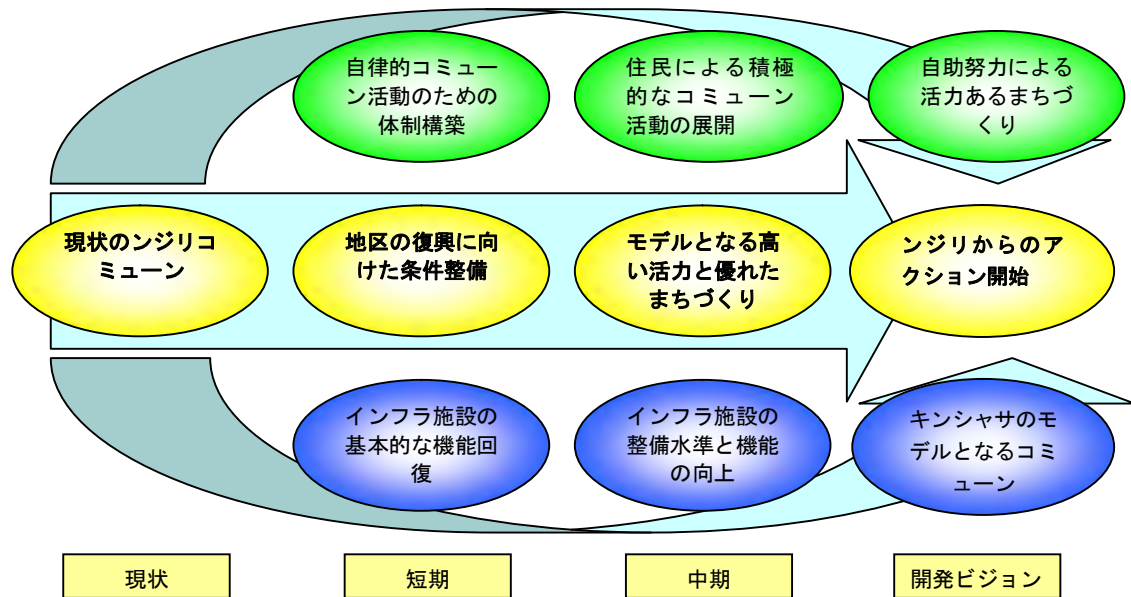 自律的コミュー
ン活動のための
体制構築
住民による積極
的なコミューン
活動の展開
自助努力による
活力あるまちづ
くり
現状のンジリコ
ミューン
地区の復興に向
けた条件整備
モデルとなる高
い活力と優れた
まちづくり
ンジリからのア
クション開始
インフラ施設の
基本的な機能回
復
インフラ施設の
整備水準と機能
の向上
キンシャサのモ
デルとなるコミ
ューン
現状
短期
中期
開発ビジョン